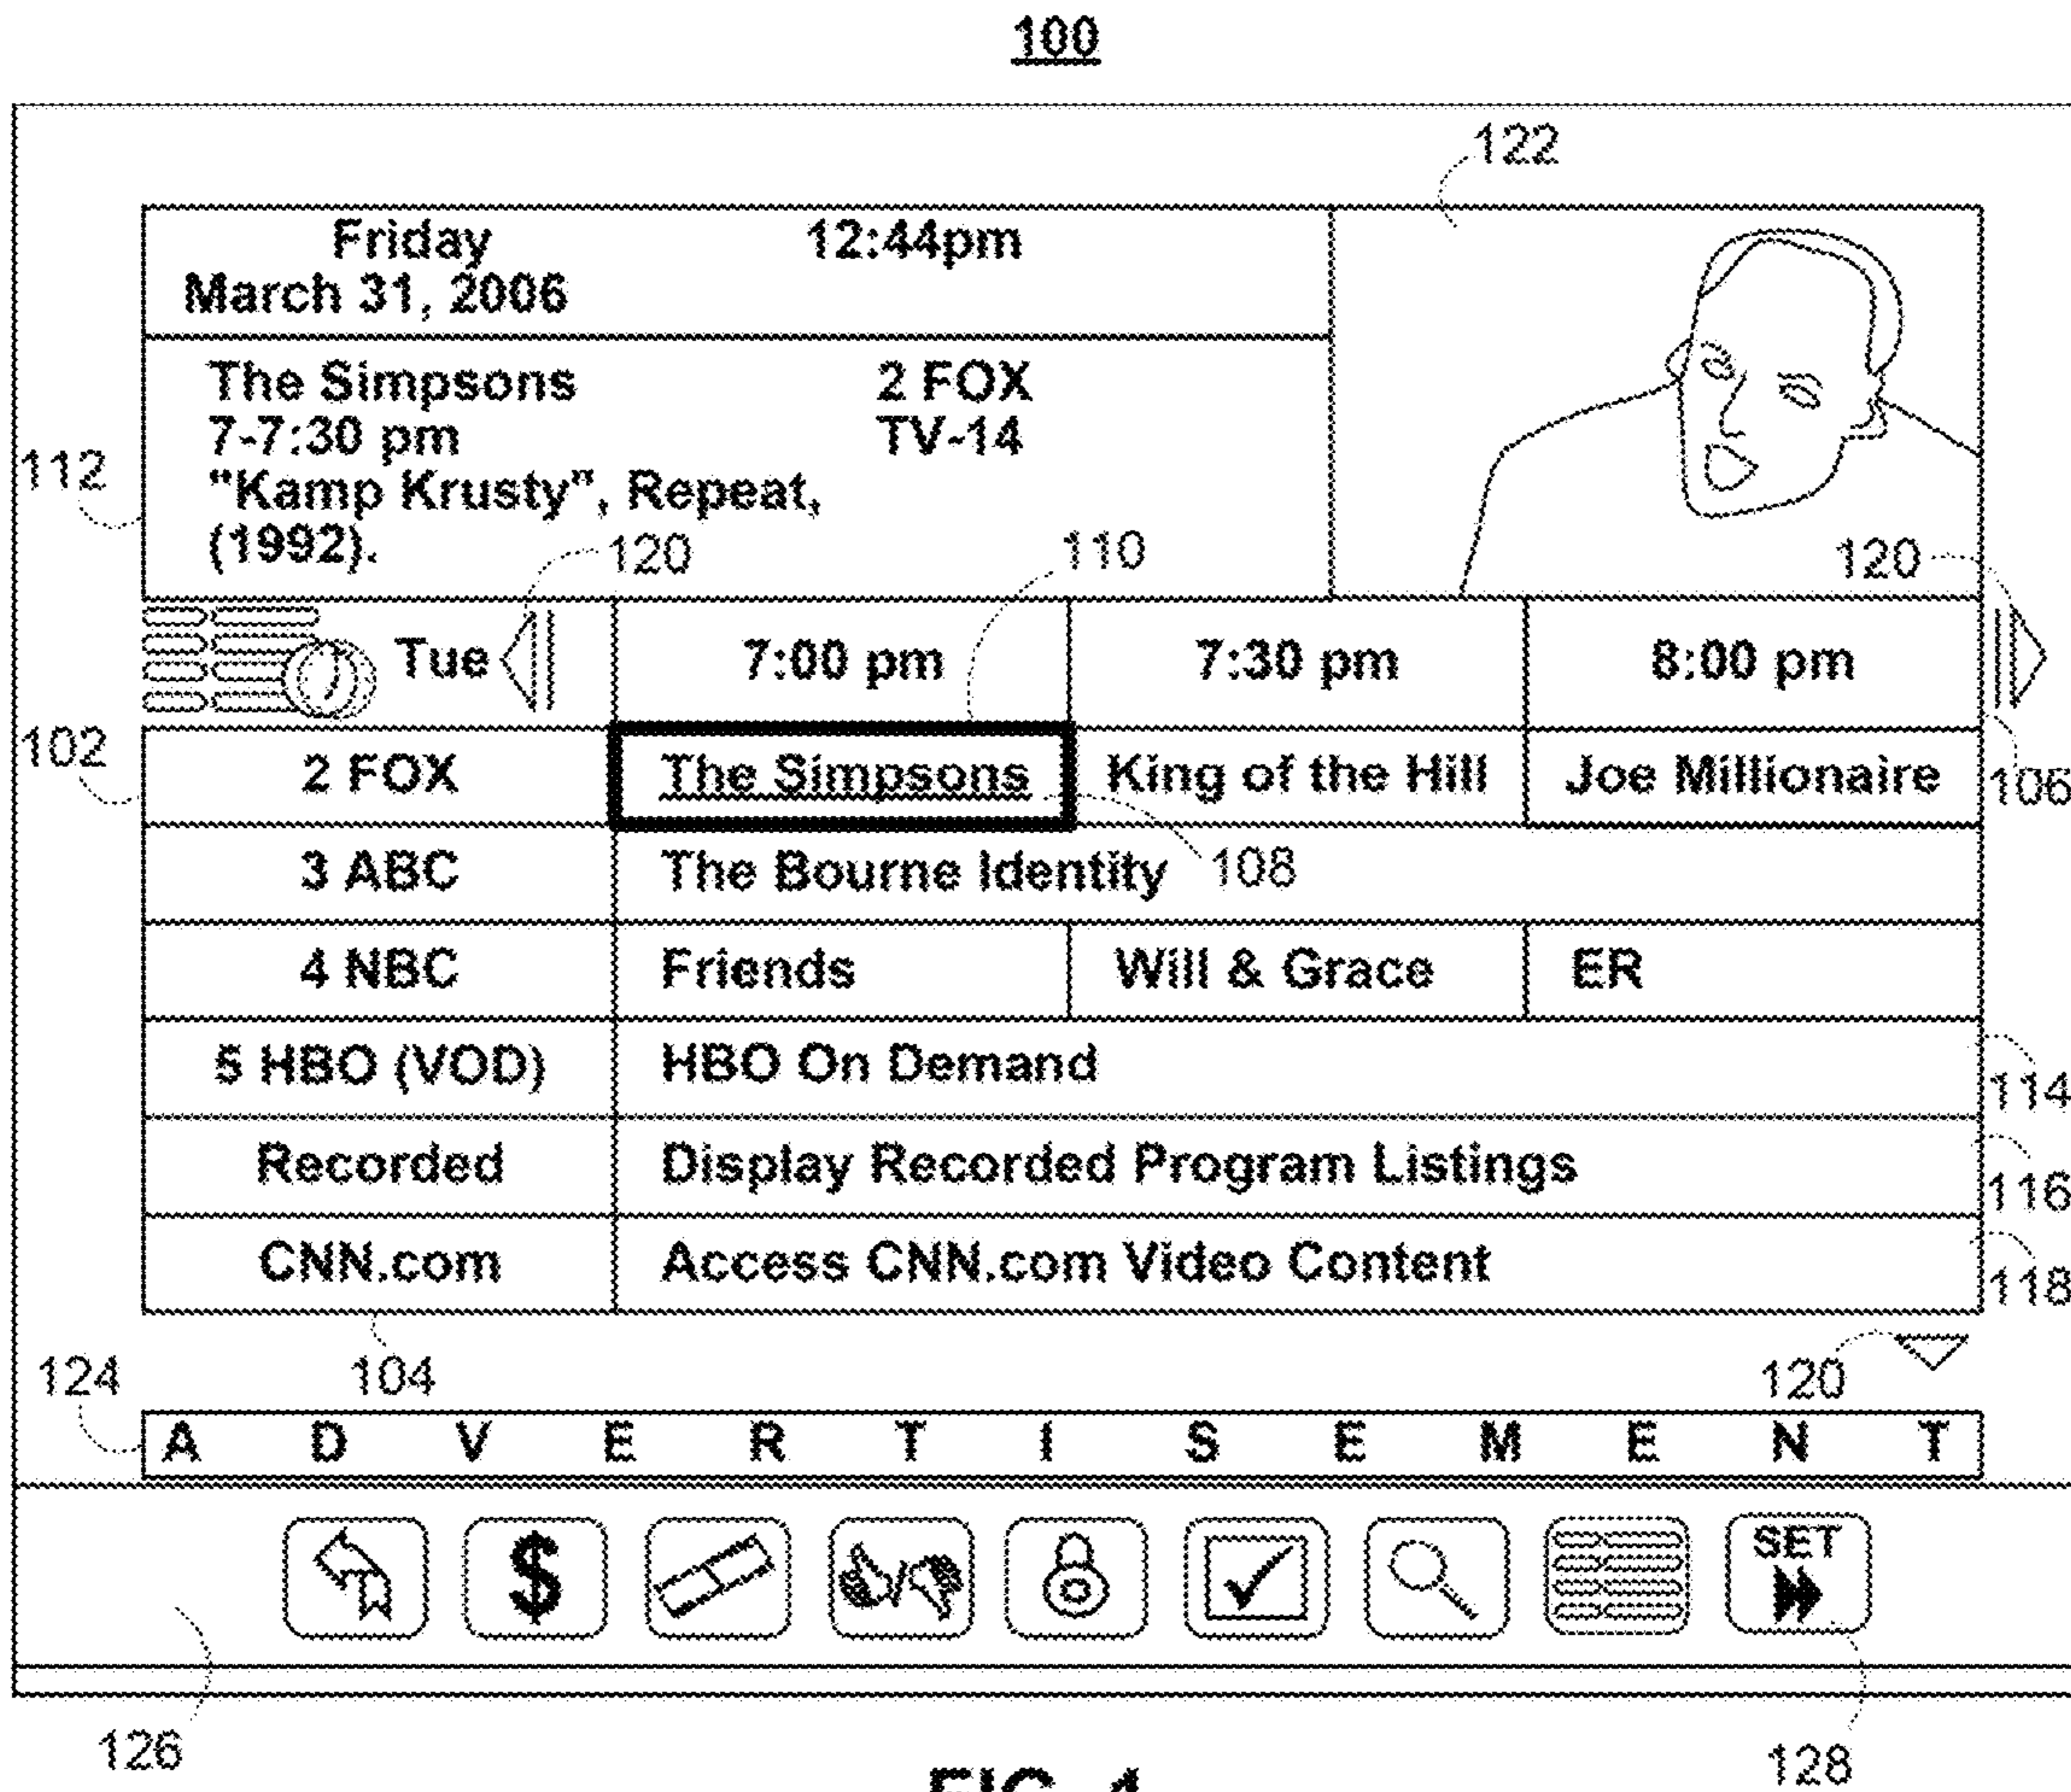 100
122
Friday 12:44pm
March 31, 2006
The Simpsons 2 FOX
7-7:30 pm TV-14
112
"Kamp Krusty", Repeat,
(1992).
120 110 120
Tue 7:00 pm 7:30 pm 8:00 pm
102 2 FOX The Simpsons King of the Hill Joe Millionaire 106
3 ABC The Bourne Identity 108
4 NBC Friends Will & Grace ER
5 HBO (VOD) HBO On Demand 114
Recorded Display Recorded Program Listings 116
CNN.com Access CNN.com Video Content 118
124 104 120
A D V E R T I S E M E N T
$ SET
126 128